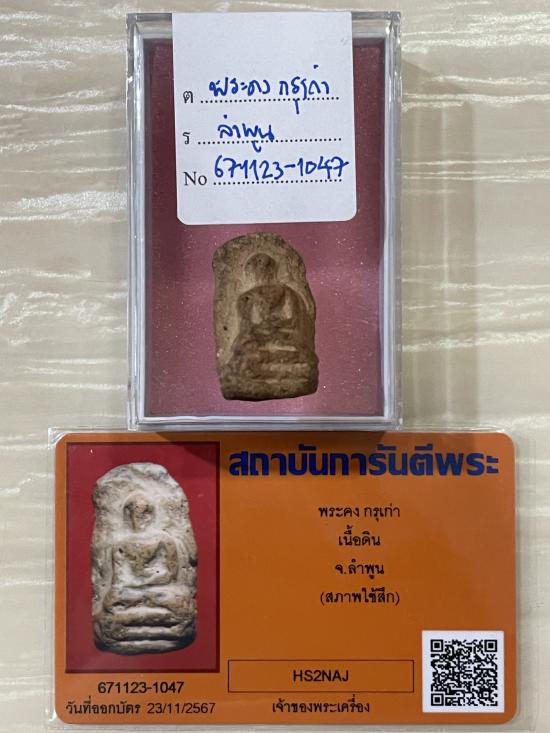 ต พระคง กรุเก่า
ร ลำพูน
No 671123-1047
สถาบันการันตีพระ
พระคง กรุเก่า
เนื้อดิน
จ.ลำพูน
(สภาพใช้สึก)
671123-1047
HS2NAJ
วันที่ออกบัตร 23/11/2567
เจ้าของพระเครื่อง